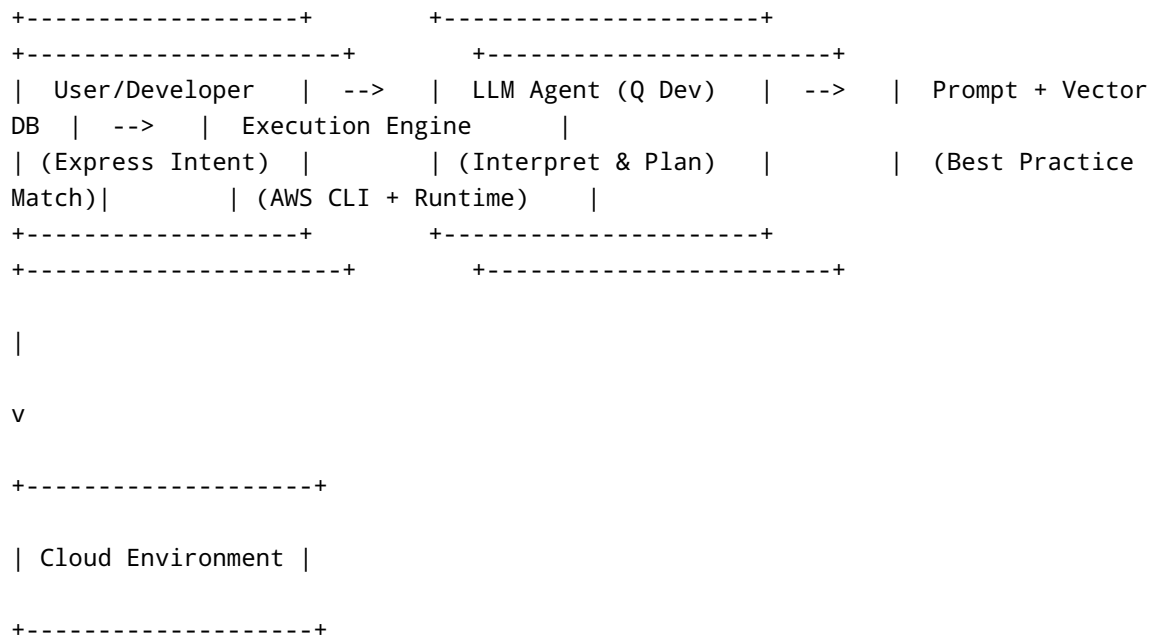 +-------------------+        +----------------------+
+----------------------+        +------------------------+
|  User/Developer   |  -->   |  LLM Agent (Q Dev)   |  -->   |  Prompt + Vector
DB  |  -->   |  Execution Engine      |
| (Express Intent)  |        | (Interpret & Plan)   |        |  (Best Practice
Match)|        | (AWS CLI + Runtime)    |
+-------------------+        +----------------------+
+----------------------+        +------------------------+
|
v
+--------------------+
| Cloud Environment |
+--------------------+